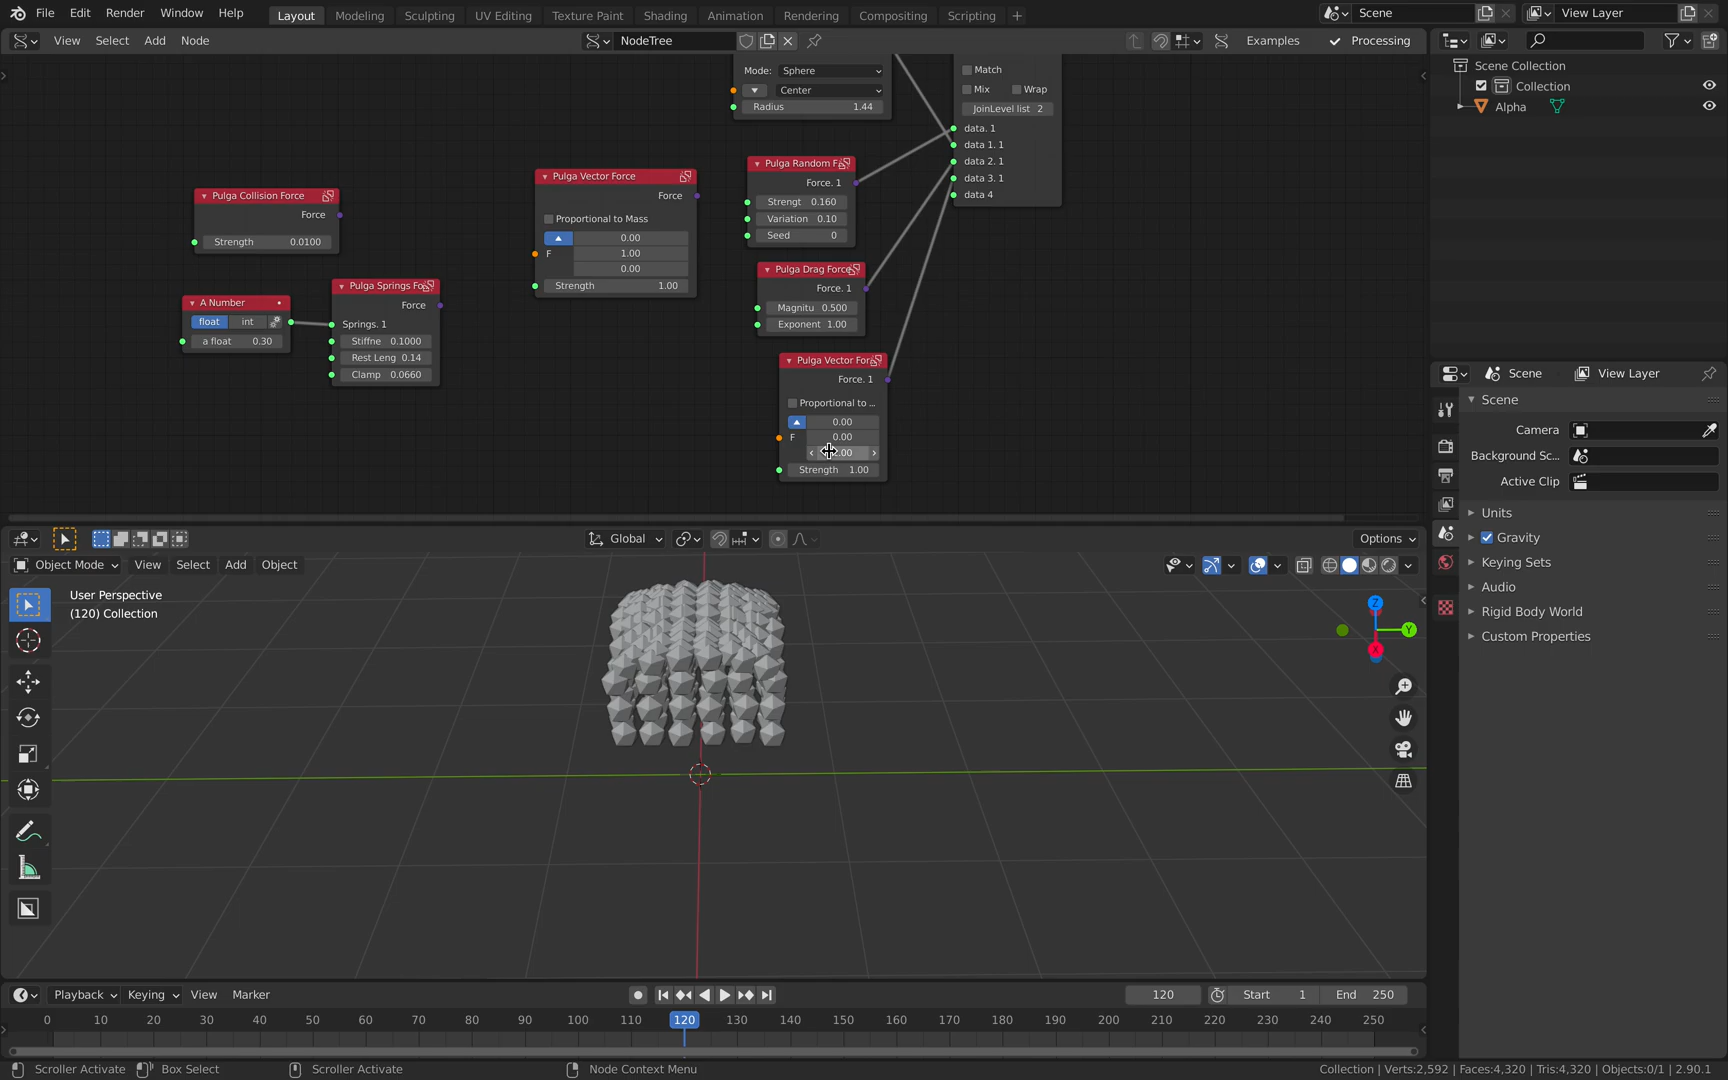 File Edit Render Window Help Layout Modeling Sculpting UV Editing Texture Paint Shading Animation Rendering Compositing Scripting + Scene View Layer
View Select Add Node NodeTree Examples Processing
Scene Collection
Collection
Alpha
Mode: Sphere
Center
Radius 1.44
Match
Mix Wrap
JoinLevel list 2
data. 1
data 1. 1
data 2. 1
data 3. 1
data 4
Pulga Collision Force
Force
Strength 0.0100
A Number
float int
a float 0.30
Pulga Springs Fo
Force
Springs. 1
Stiffne 0.1000
Rest Leng 0.14
Clamp 0.0660
Pulga Vector Force
Force
Proportional to Mass
0.00
F 1.00
0.00
Strength 1.00
Pulga Random F
Force. 1
Strengt 0.160
Variation 0.10
Seed 0
Pulga Drag Force
Force. 1
Magnitu 0.500
Exponent 1.00
Pulga Vector For
Force. 1
Proportional to ...
0.00
F 0.00
.00
Strength 1.00
Scene View Layer
Scene
Camera
Background Sc...
Active Clip
Units
Gravity
Keying Sets
Audio
Rigid Body World
Custom Properties
Global Options
Object Mode View Select Add Object
User Perspective
(120) Collection
Z
Y
X
Playback Keying View Marker 120 Start 1 End 250
0 10 20 30 40 50 60 70 80 90 100 110 120 130 140 150 160 170 180 190 200 210 220 230 240 250
Scroller Activate Box Select Scroller Activate Node Context Menu Collection | Verts:2,592 | Faces:4,320 | Tris:4,320 | Objects:0/1 | 2.90.1